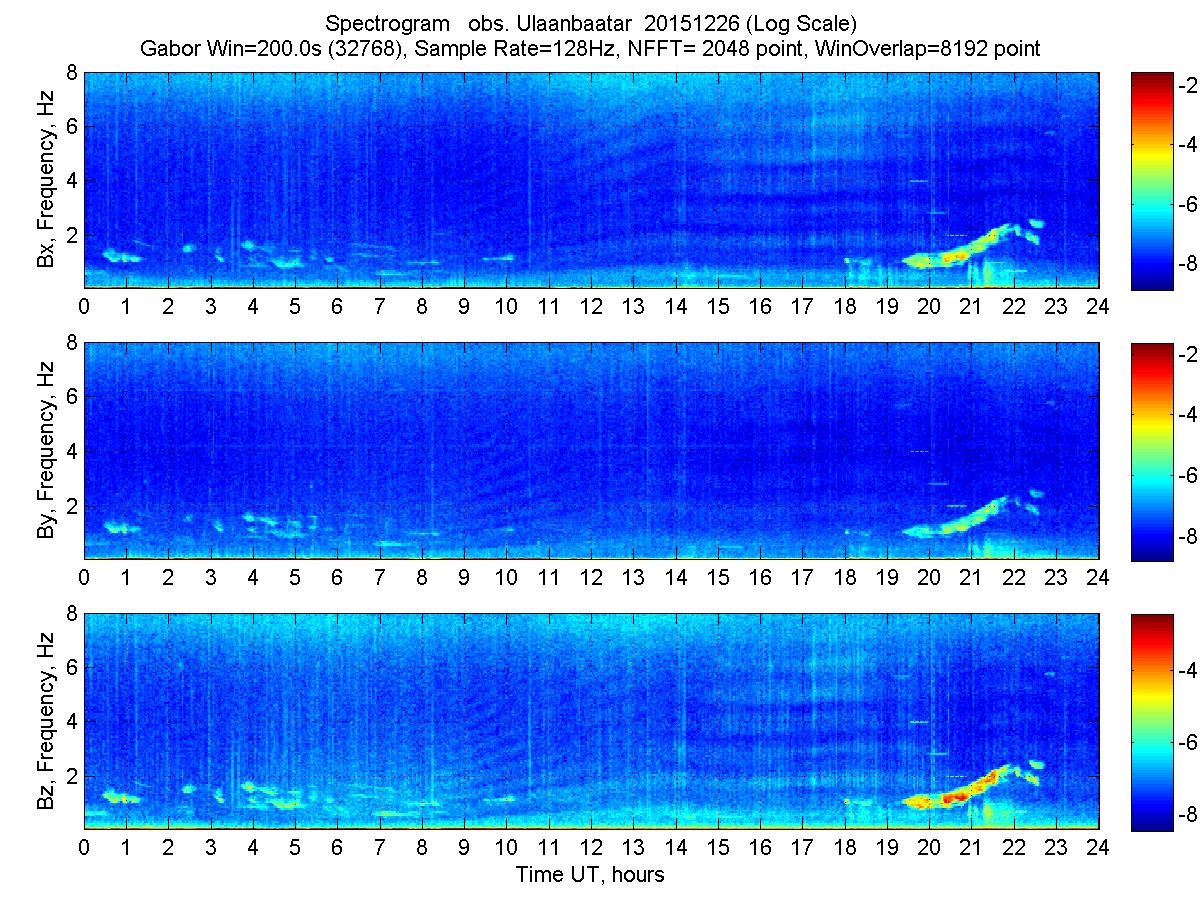 Spectrogram   obs. Ulaanbaatar  20151226 (Log Scale)
Gabor Win=200.0s (32768), Sample Rate=128Hz, NFFT= 2048 point, WinOverlap=8192 point
Bx, Frequency, Hz
8
6
4
2
0 1 2 3 4 5 6 7 8 9 10 11 12 13 14 15 16 17 18 19 20 21 22 23 24
-2
-4
-6
-8
By, Frequency, Hz
8
6
4
2
0 1 2 3 4 5 6 7 8 9 10 11 12 13 14 15 16 17 18 19 20 21 22 23 24
-2
-4
-6
-8
Bz, Frequency, Hz
8
6
4
2
0 1 2 3 4 5 6 7 8 9 10 11 12 13 14 15 16 17 18 19 20 21 22 23 24
-4
-6
-8
Time UT, hours